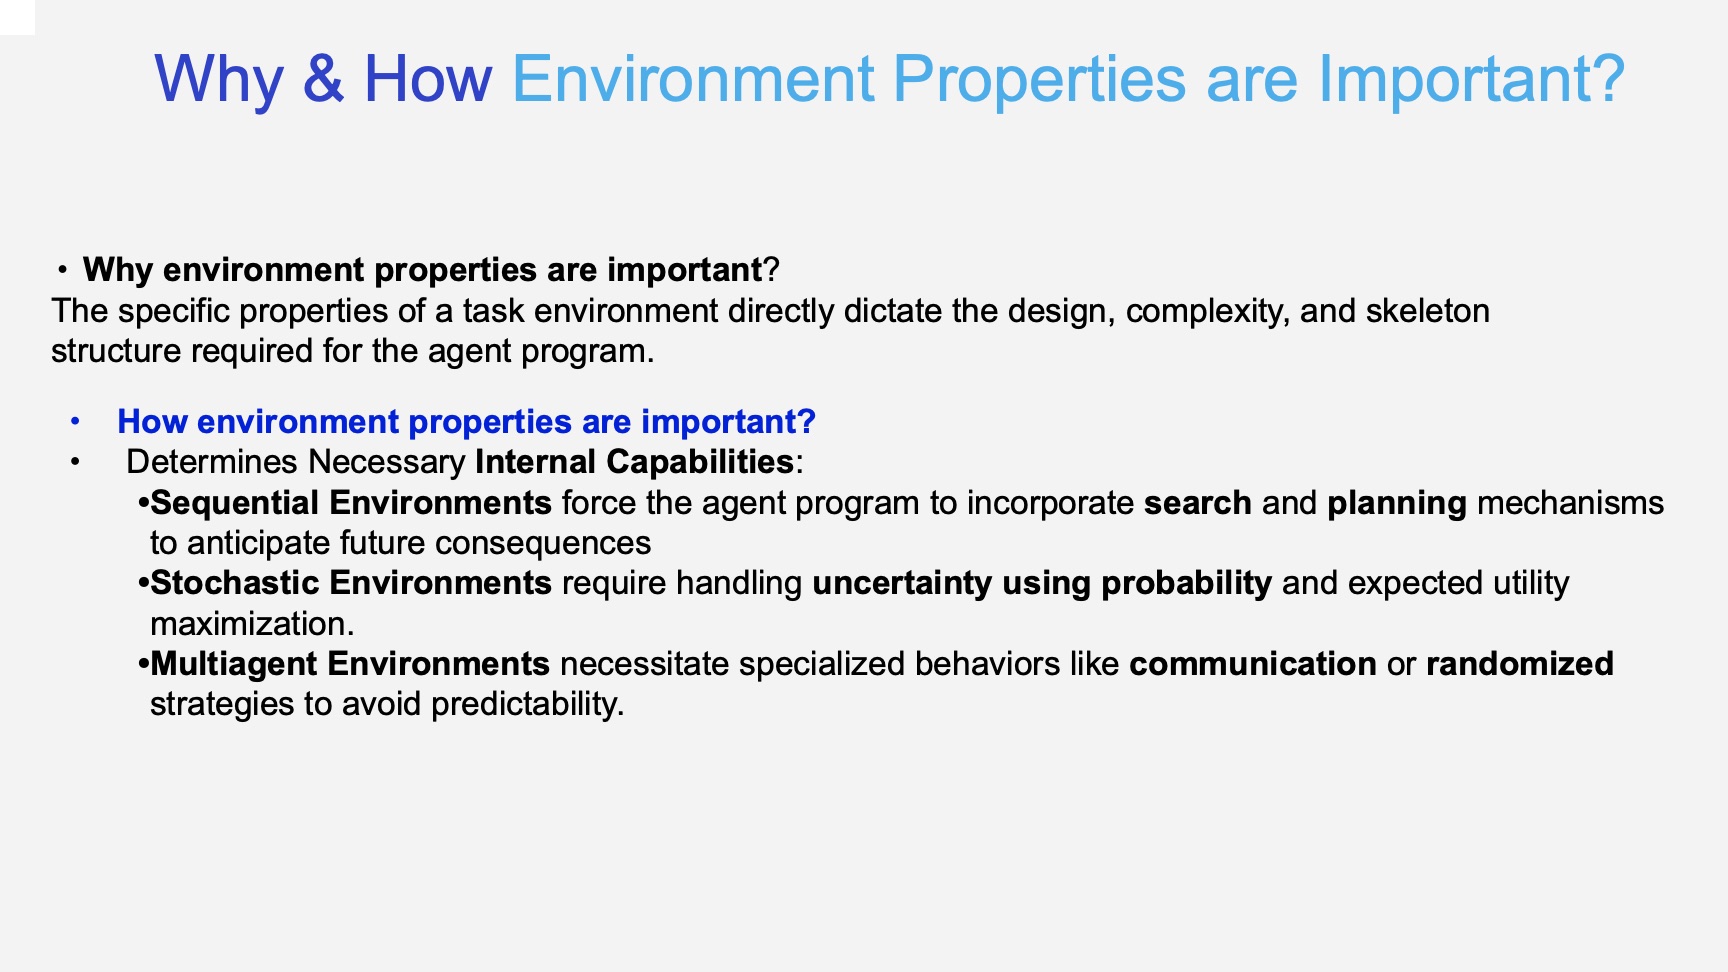 Why & How Environment Properties are Important?
• Why environment properties are important?
The specific properties of a task environment directly dictate the design, complexity, and skeleton
structure required for the agent program.
• How environment properties are important?
• Determines Necessary Internal Capabilities:
•Sequential Environments force the agent program to incorporate search and planning mechanisms
to anticipate future consequences
•Stochastic Environments require handling uncertainty using probability and expected utility
maximization.
•Multiagent Environments necessitate specialized behaviors like communication or randomized
strategies to avoid predictability.